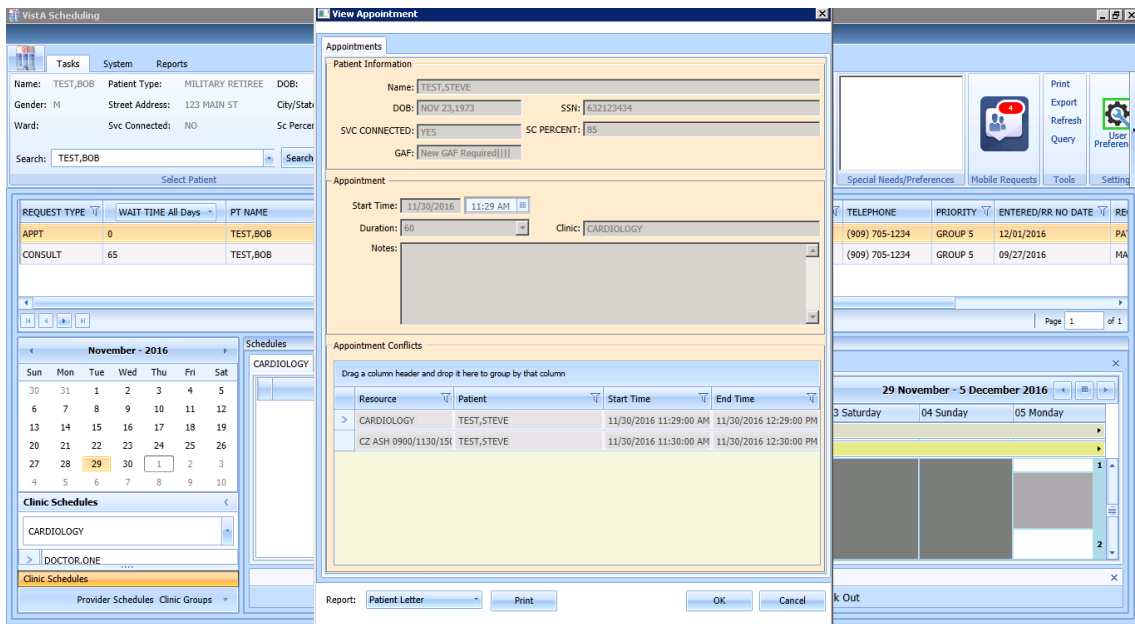 VistA Scheduling
View Appointment
Tasks System Reports
Name: TEST,BOB Patient Type: MILITARY RETIREE DOB:
Gender: M Street Address: 123 MAIN ST City/State
Ward: Svc Connected: NO Sc Percen
Search: TEST,BOB Search
Select Patient
Appointments
Patient Information
Name: TEST,STEVE
DOB: NOV 23,1973 SSN: 632123434
SVC CONNECTED: YES SC PERCENT: 85
GAF: New GAF Required||||
Appointment
Start Time: 11/30/2016 11:29 AM
Duration: 60 Clinic: CARDIOLOGY
Notes:
Appointment Conflicts
Drag a column header and drop it here to group by that column
Resource Patient Start Time End Time
CARDIOLOGY TEST,STEVE 11/30/2016 11:29:00 AM 11/30/2016 12:29:00 PM
CZ ASH 0900/1130/150 TEST,STEVE 11/30/2016 11:30:00 AM 11/30/2016 12:30:00 PM
Report: Patient Letter Print OK Cancel
4
Print
Export
Refresh
Query
User
Preferen
Special Needs/Preferences Mobile Requests Tools Setting
REQUEST TYPE WAIT TIME All Days PT NAME
APPT 0 TEST,BOB
CONSULT 65 TEST,BOB
TELEPHONE PRIORITY ENTERED/RR NO DATE RE
(909) 705-1234 GROUP 5 12/01/2016 PAT
(909) 705-1234 GROUP 5 09/27/2016 MA
Page 1 of 1
November - 2016
Sun Mon Tue Wed Thu Fri Sat
30 31 1 2 3 4 5
6 7 8 9 10 11 12
13 14 15 16 17 18 19
20 21 22 23 24 25 26
27 28 29 30 1 2 3
4 5 6 7 8 9 10
Clinic Schedules
CARDIOLOGY
DOCTOR,ONE
Clinic Schedules
Provider Schedules Clinic Groups
Schedules
CARDIOLOGY
29 November - 5 December 2016
3 Saturday 04 Sunday 05 Monday
1
2
k Out